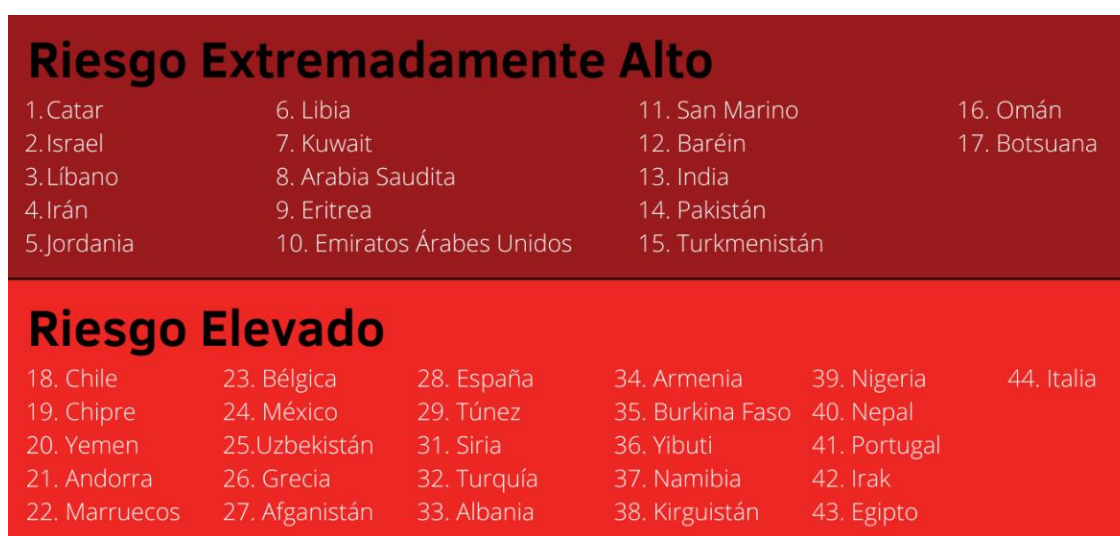 Riesgo Extremadamente Alto
1.Catar
2.Israel
3.Líbano
4.Irán
5.Jordania
6. Libia
7. Kuwait
8. Arabia Saudita
9. Eritrea
10. Emiratos Árabes Unidos
11. San Marino
12. Baréin
13. India
14. Pakistán
15. Turkmenistán
16. Omán
17. Botsuana
Riesgo Elevado
18. Chile
19. Chipre
20. Yemen
21. Andorra
22. Marruecos
23. Bélgica
24. México
25.Uzbekistán
26. Grecia
27. Afganistán
28. España
29. Túnez
31. Siria
32. Turquía
33. Albania
34. Armenia
35. Burkina Faso
36. Yibuti
37. Namibia
38. Kirguistán
39. Nigeria
40. Nepal
41. Portugal
42. Irak
43. Egipto
44. Italia